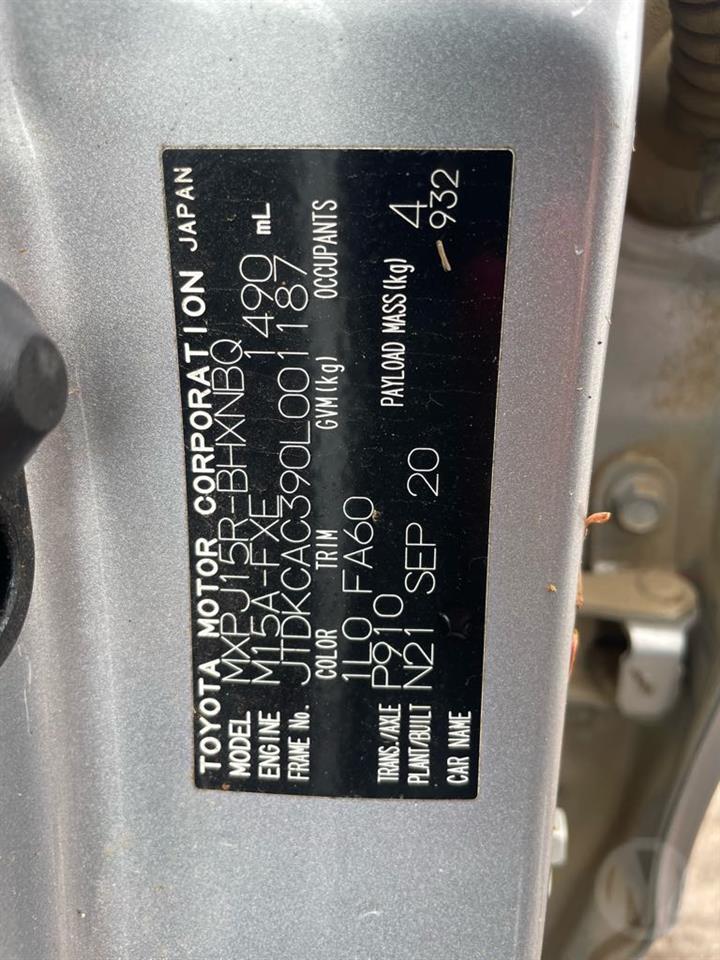 TOYOTA MOTOR CORPORATION JAPAN
MODEL MXPJ15R-BHXNBQ
ENGINE M15A-FXE 1490 mL
FRAME No. JTDKCAC390L001187
COLOR TRIM GVM(kg) OCCUPANTS
1L0 FA60 4
TRANS./AXLE P910 PAYLOAD MASS(kg) - 932
PLANT/BUILT N21 SEP 20
CAR NAME